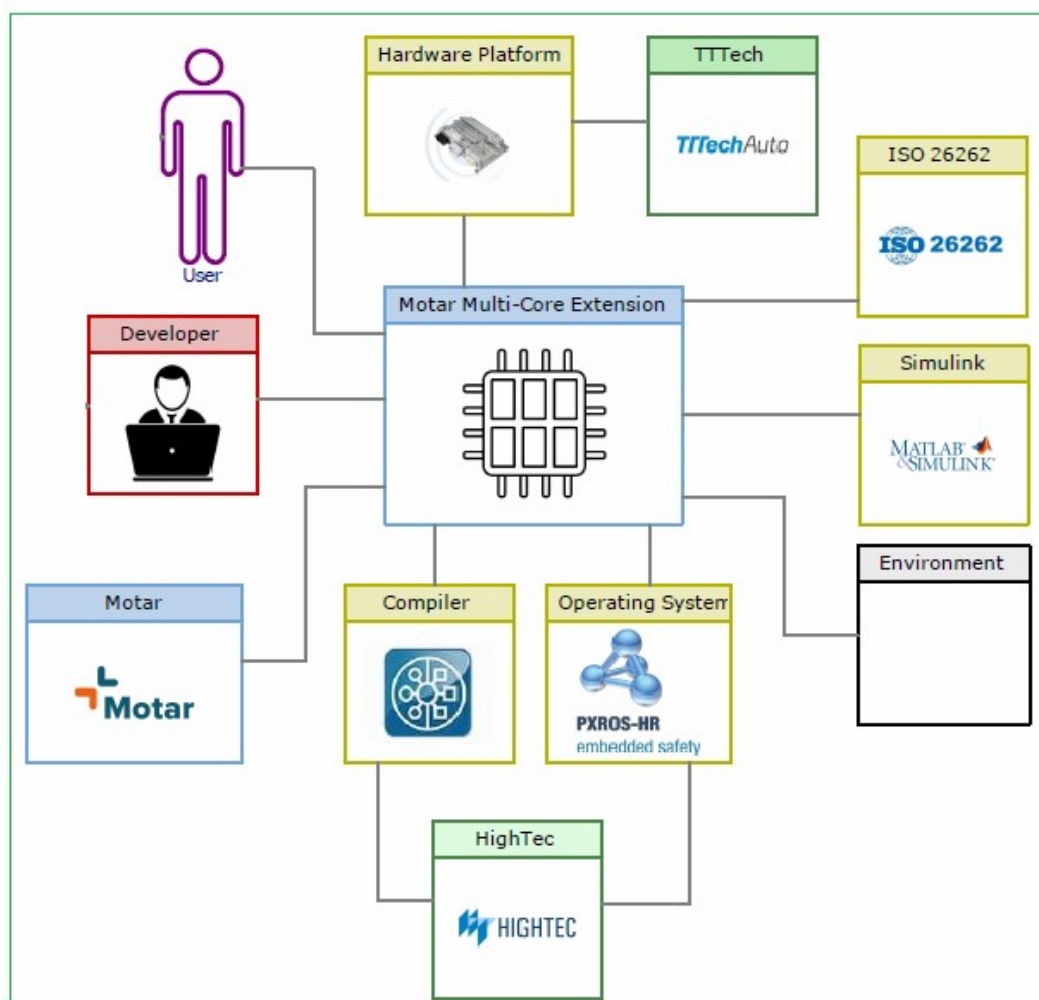 Hardware Platform
TTTech
TTTechAuto
ISO 26262
ISO 26262
User
Motar Multi-Core Extension
Developer
Simulink
MATLAB®
&SIMULINK®
Environment
Motar
Motar
Compiler
Operating System
PXROS-HR
embedded safety
HighTec
HIGHTEC